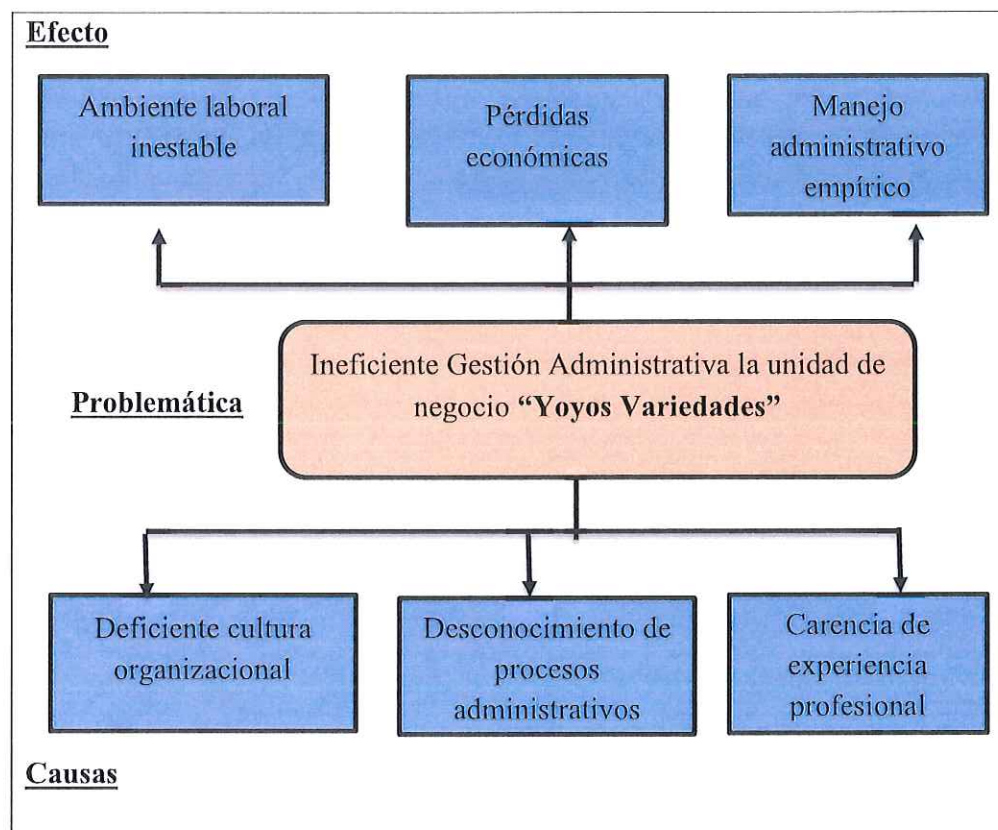 Efecto
Ambiente laboral
inestable
Pérdidas
económicas
Manejo
administrativo
empírico
Problemática
Ineficiente Gestión Administrativa la unidad de
negocio “Yoyos Variedades”
Deficiente cultura
organizacional
Desconocimiento de
procesos
administrativos
Carencia de
experiencia
profesional
Causas